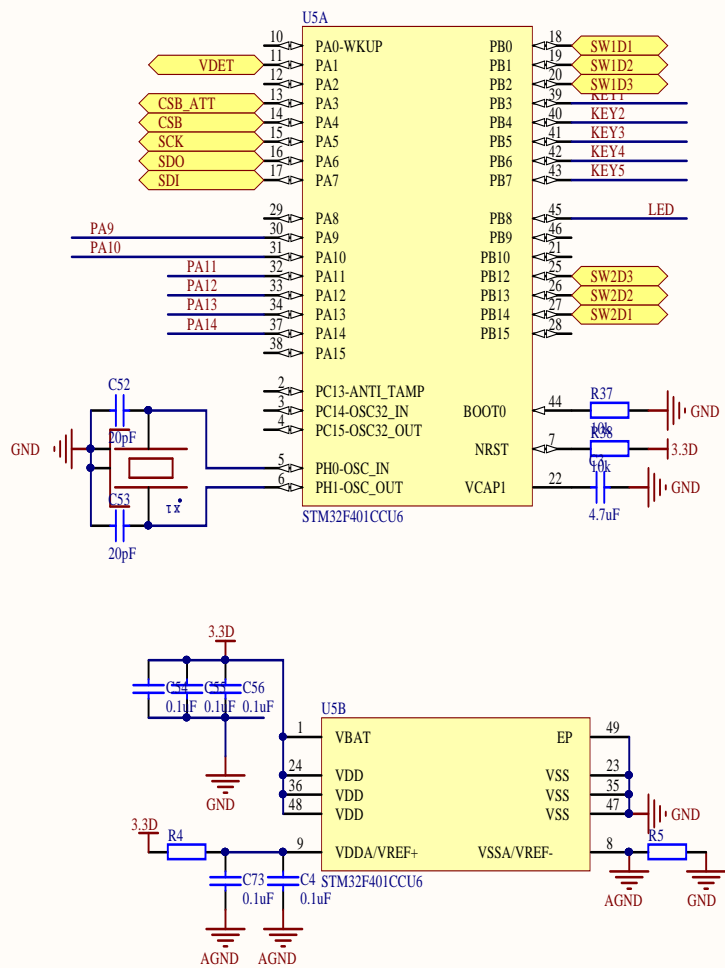 U5A
10 PA0-WKUP PB0 18 SW1D1
VDET 11 PA1 PB1 19 SW1D2
12 PA2 PB2 20 SW1D3
CSB_ATT 13 PA3 PB3 39 KEY1
CSB 14 PA4 PB4 40 KEY2
SCK 15 PA5 PB5 41 KEY3
SDO 16 PA6 PB6 42 KEY4
SDI 17 PA7 PB7 43 KEY5
29 PA8 PB8 45 LED
PA9 30 PA9 PB9 46
PA10 31 PA10 PB10 21
PA11 32 PA11 PB12 25 SW2D3
PA12 33 PA12 PB13 26 SW2D2
PA13 34 PA13 PB14 27 SW2D1
PA14 37 PA14 PB15 28
38 PA15
C52 2 PC13-ANTI_TAMP R37
3 PC14-OSC32_IN BOOT0 44 GND
20pF 4 PC15-OSC32_OUT 10k
R38
GND NRST 7 3.3D
5 PH0-OSC_IN 10k
C53 6 PH1-OSC_OUT VCAP1 22 GND
X1
STM32F401CCU6 4.7uF
20pF
3.3D
C54 C55 C56
0.1uF 0.1uF 0.1uF
U5B
1 VBAT EP 49
24 VDD VSS 23
36 VDD VSS 35
48 VDD VSS 47 GND
GND
3.3D R4 R5
9 VDDA/VREF+ VSSA/VREF- 8
STM32F401CCU6
C73 C4
0.1uF 0.1uF
AGND GND
AGND AGND